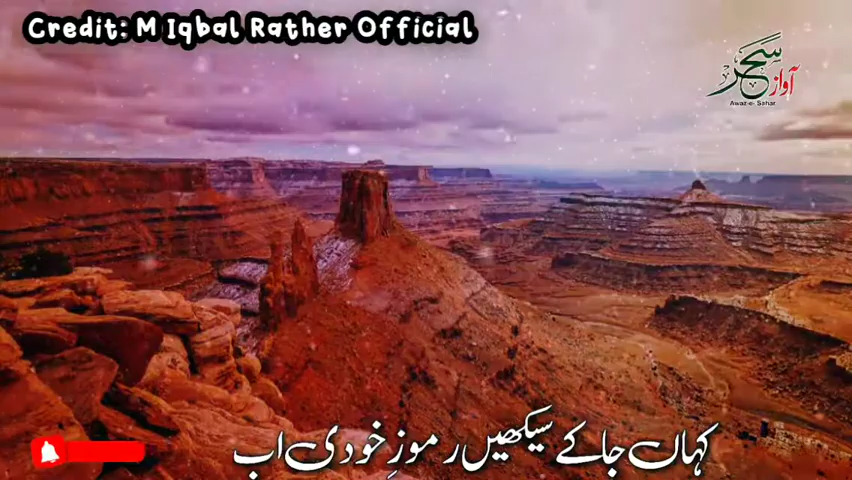 Credit: M Iqbal Rather Official
آوازِ سحر
Awaz-e-Sahar
کہاں جا کے سیکھیں رموزِ خودی اب